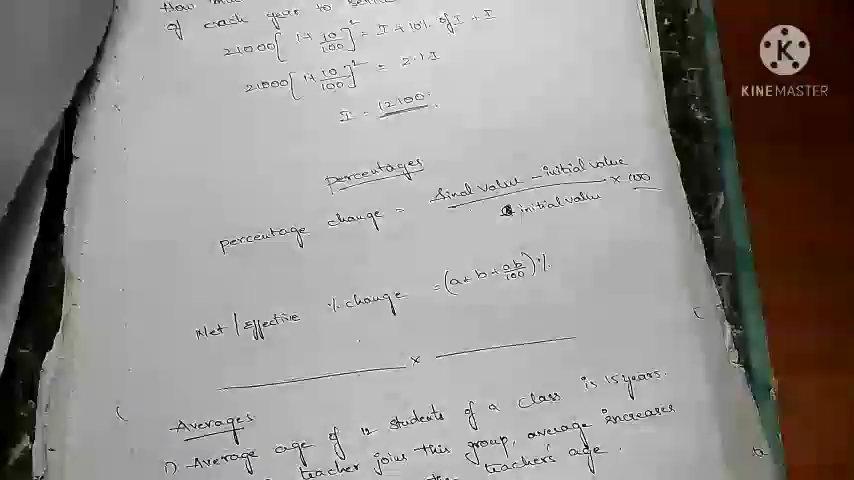 of each year to
21000[1+10/100]² = I + 10% of I + I
21000[1+10/100]² = 2.1I
I = 12100.
percentages
percentage change = final value - initial value / initial value × 100
Net/Effective % change = (a+b+ab/100)%
×
Averages
1) Average age of 12 students of a class is 15 years.
teacher joins this group, average increases
teacher's age.
K
KINEMASTER